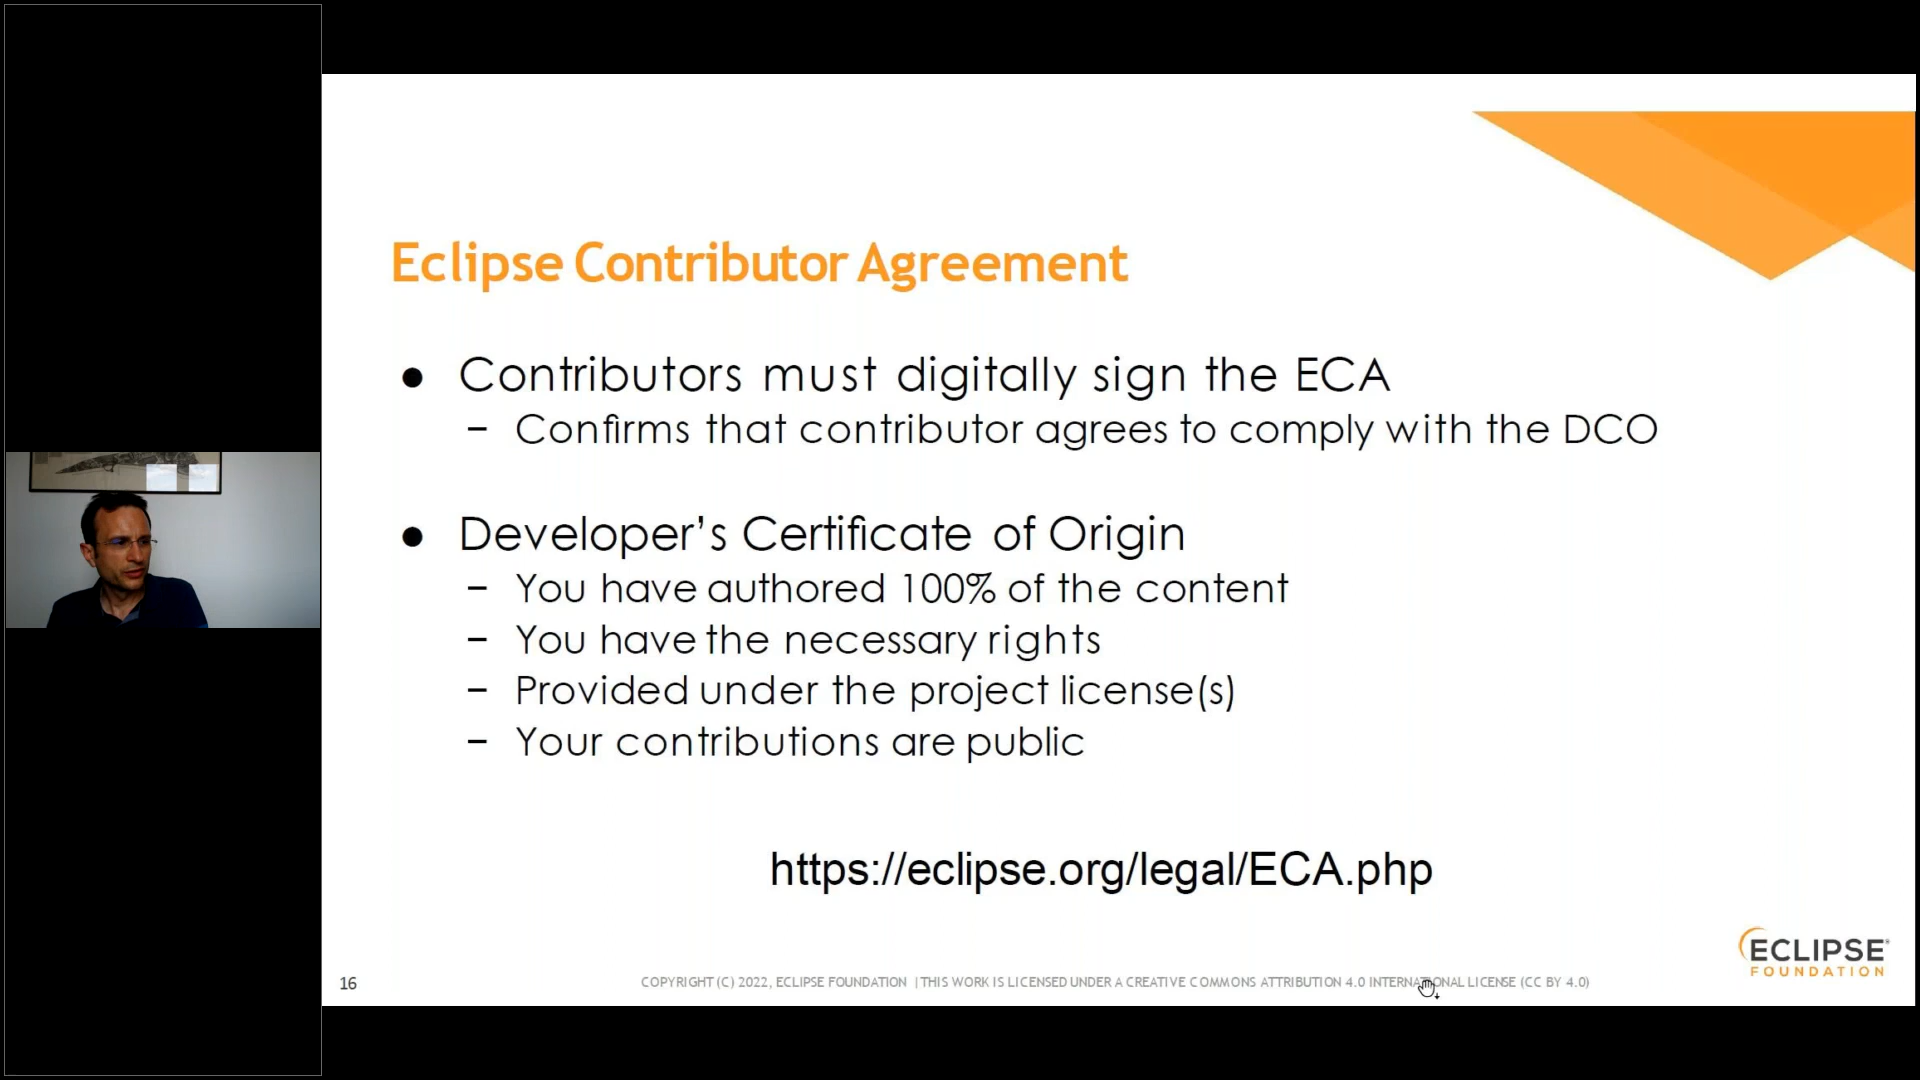 Eclipse Contributor Agreement
● Contributors must digitally sign the ECA
– Confirms that contributor agrees to comply with the DCO
● Developer’s Certificate of Origin
– You have authored 100% of the content
– You have the necessary rights
– Provided under the project license(s)
– Your contributions are public
https://eclipse.org/legal/ECA.php
ECLIPSE®
FOUNDATION
16
COPYRIGHT (C) 2022, ECLIPSE FOUNDATION | THIS WORK IS LICENSED UNDER A CREATIVE COMMONS ATTRIBUTION 4.0 INTERNATIONAL LICENSE (CC BY 4.0)